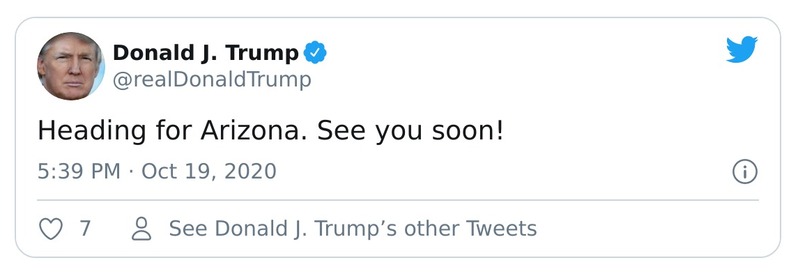 Donald J. Trump
@realDonaldTrump
Heading for Arizona. See you soon!
5:39 PM · Oct 19, 2020
7
See Donald J. Trump’s other Tweets